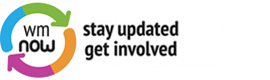 wm
now
stay updated
get involved